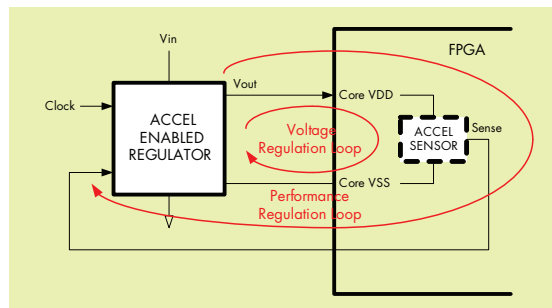 Vin
FPGA
Vout
Clock
Core VDD
ACCEL
ENABLED
REGULATOR
Voltage
Regulation Loop
ACCEL
SENSOR
Sense
Core VSS
Performance
Regulation Loop